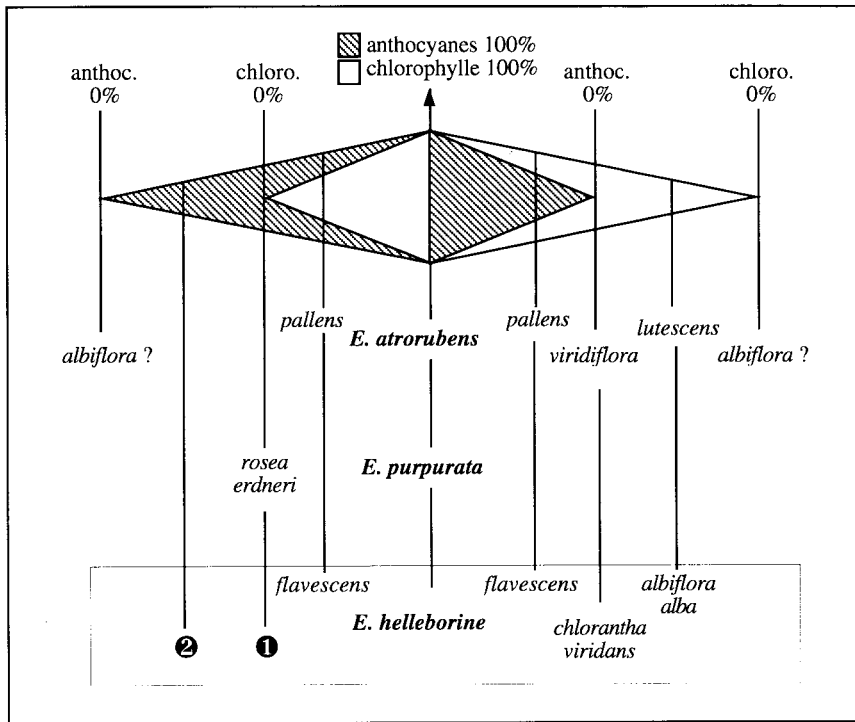 anthocyanes 100%
chlorophylle 100%
anthoc.
0%
chloro.
0%
anthoc.
0%
chloro.
0%
pallens
E. atrorubens
pallens
lutescens
albiflora ?
viridiflora
albiflora ?
rosea
erdneri
E. purpurata
flavescens
flavescens
albiflora
alba
E. helleborine
chlorantha
viridans
❷
❶